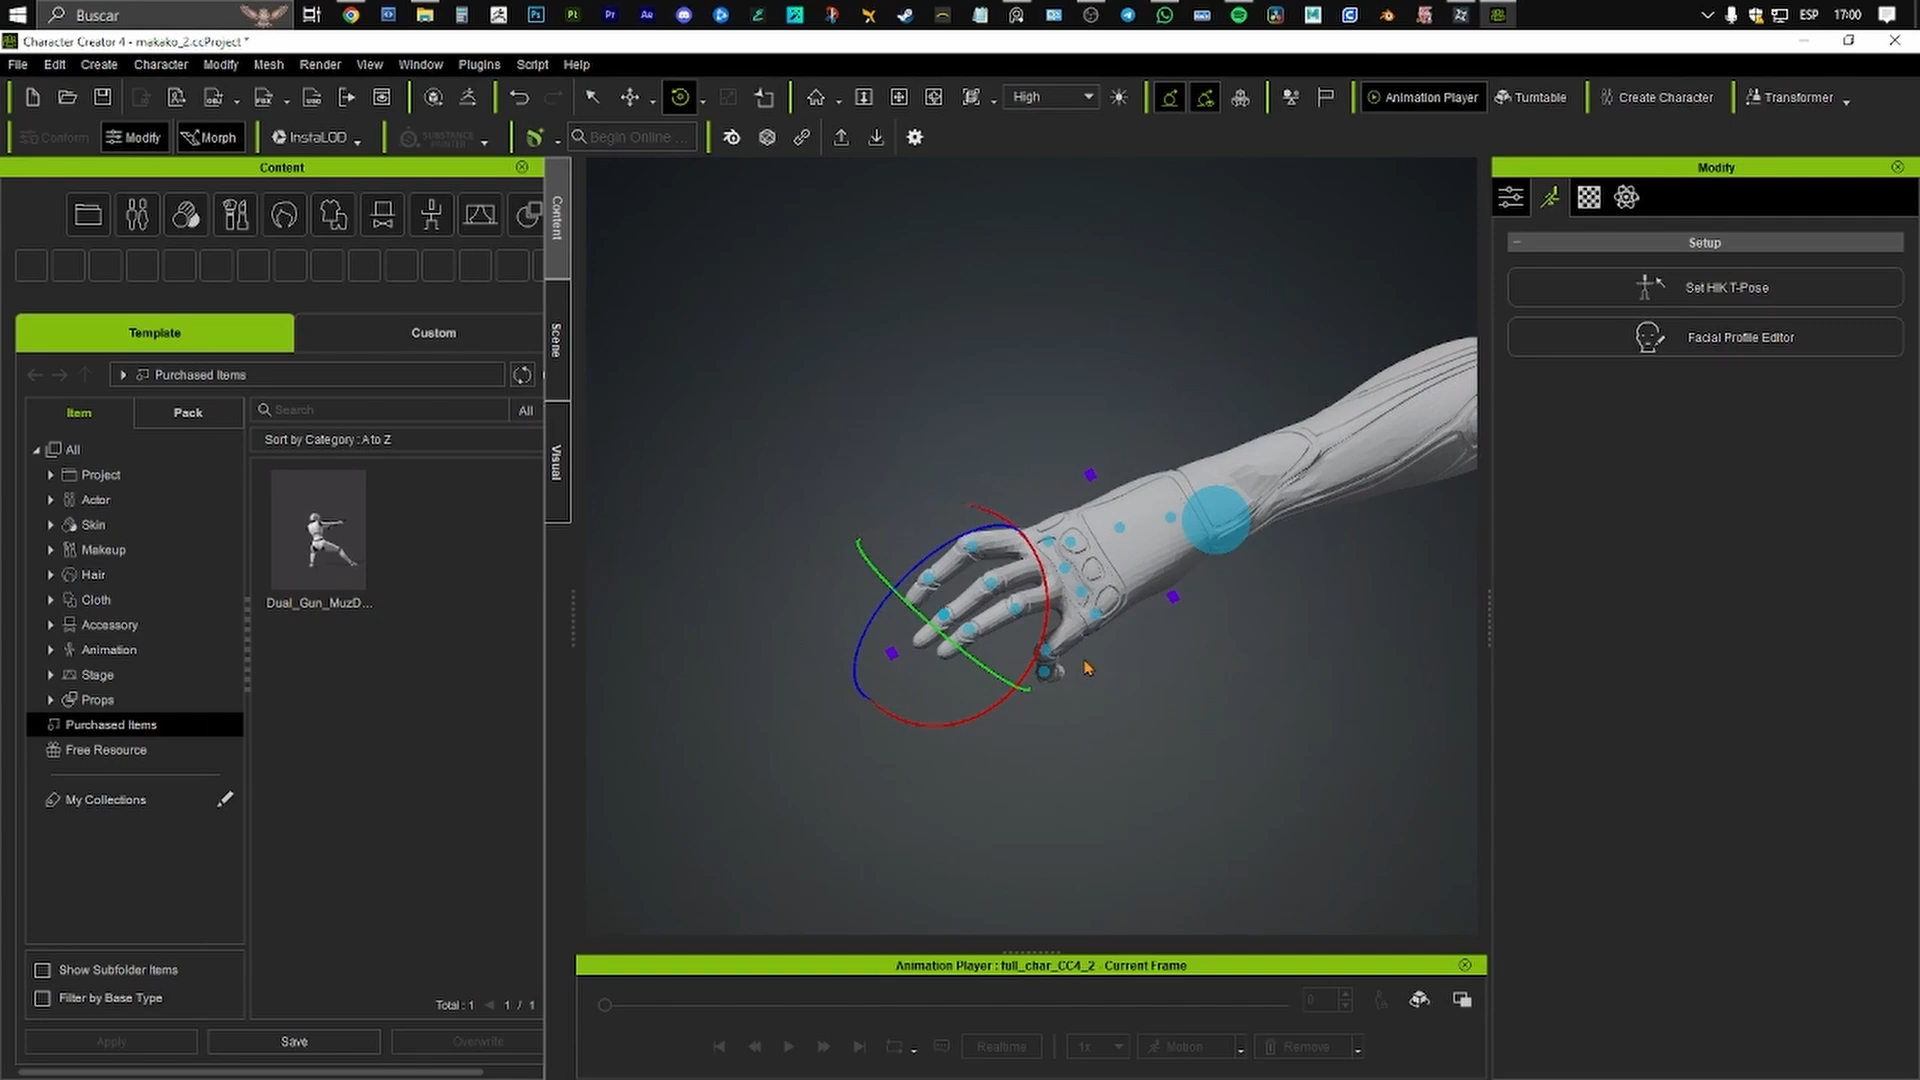 Buscar
ESP 17:00
Character Creator 4 - makako_2.ccProject *
File Edit Create Character Modify Mesh Render View Window Plugins Script Help
High
Animation Player
Turntable
Create Character
Transformer
Conform
Modify
Morph
InstaLOD
SUBSTANCE PAINTER
Begin Online ...
Content
Modify
Content
Scene
Visual
Setup
Set HIK T-Pose
Facial Profile Editor
Template
Custom
Purchased Items
Item
Pack
Search
All
Sort by Category : A to Z
All
Project
Actor
Skin
Makeup
Hair
Cloth
Accessory
Animation
Stage
Props
Purchased Items
Free Resource
My Collections
Dual_Gun_MuzD...
Show Subfolder Items
Filter by Base Type
Total : 1
1 / 1
Apply
Save
Overwrite
Animation Player : full_char_CC4_2 - Current Frame
0
Realtime
1x
Motion
Remove